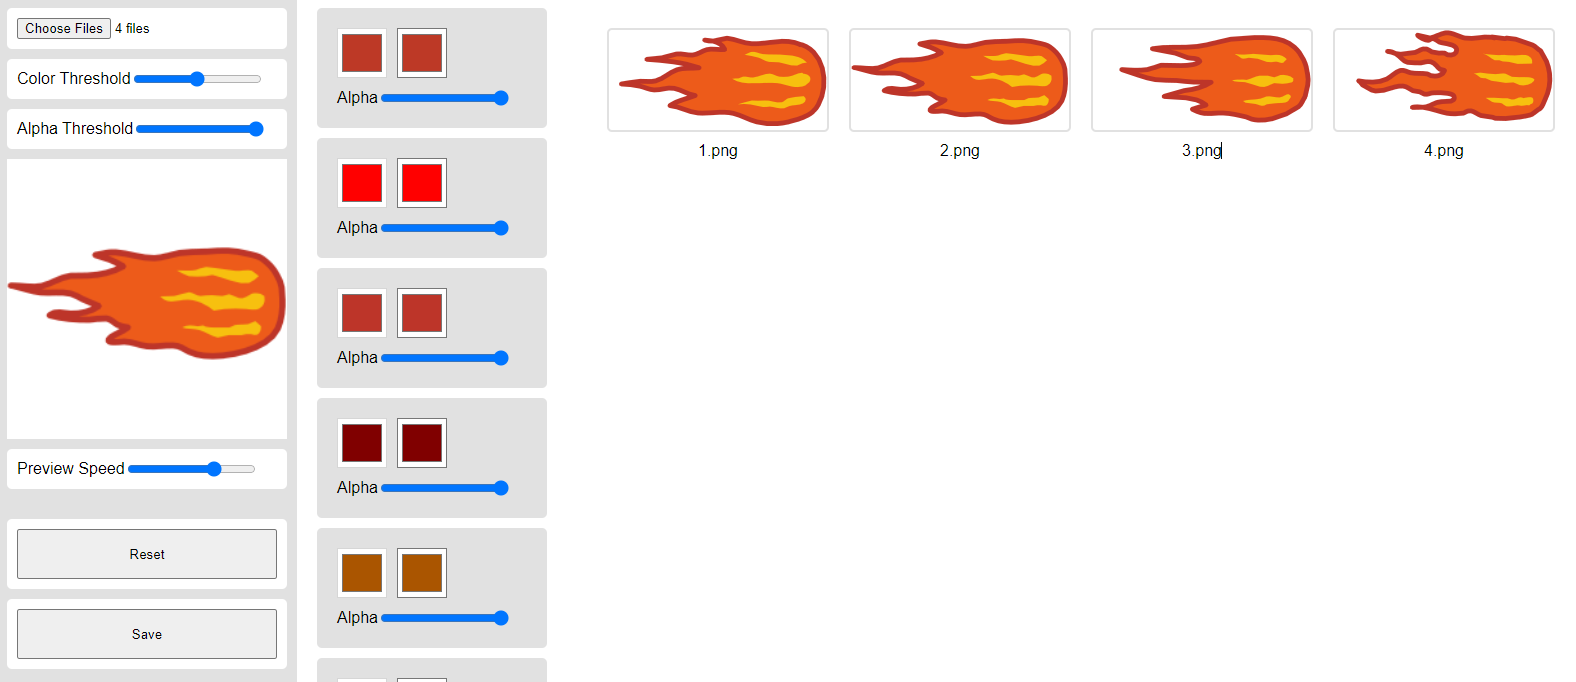 Choose Files 4 files
Color Threshold
Alpha Threshold
Preview Speed
Reset
Save
Alpha
Alpha
Alpha
Alpha
Alpha
1.png
2.png
3.png
4.png